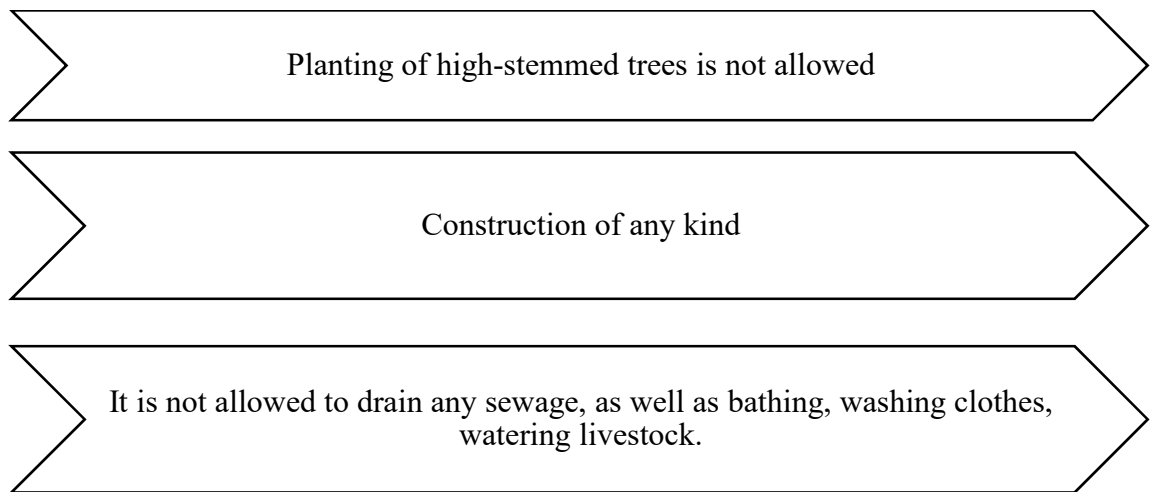 Planting of high-stemmed trees is not allowed
Construction of any kind
It is not allowed to drain any sewage, as well as bathing, washing clothes,
watering livestock.